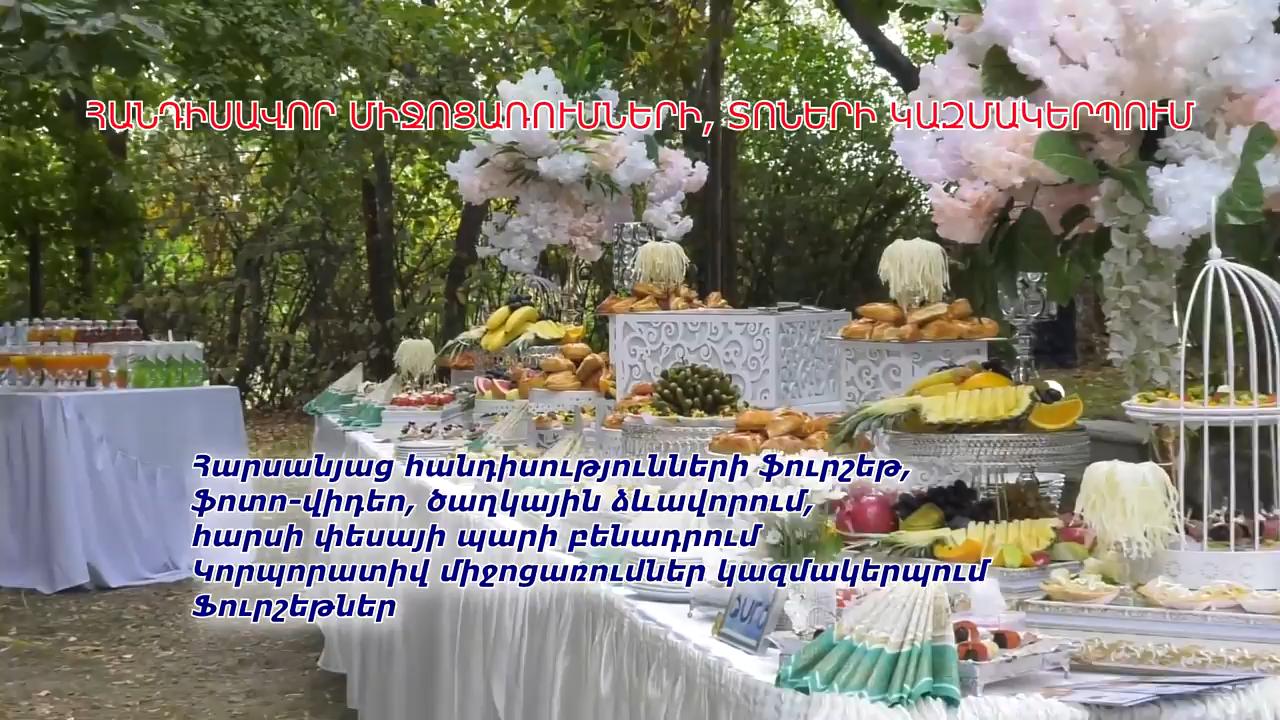 ՀԱՆԴԻՍԱՎՈՐ ՄԻՋՈՑԱՌՈՒՄՆԵՐԻ, ՏՈՆԵՐԻ ԿԱԶՄԱԿԵՐՊՈՒՄ
Հարսանյաց հանդիսությունների ֆուրշեթ,
ֆոտո-վիդեո, ծաղկային ձևավորում,
հարսի փեսայի պարի բենադրում
Կորպորատիվ միջոցառումներ կազմակերպում
Ֆուրշեթներ